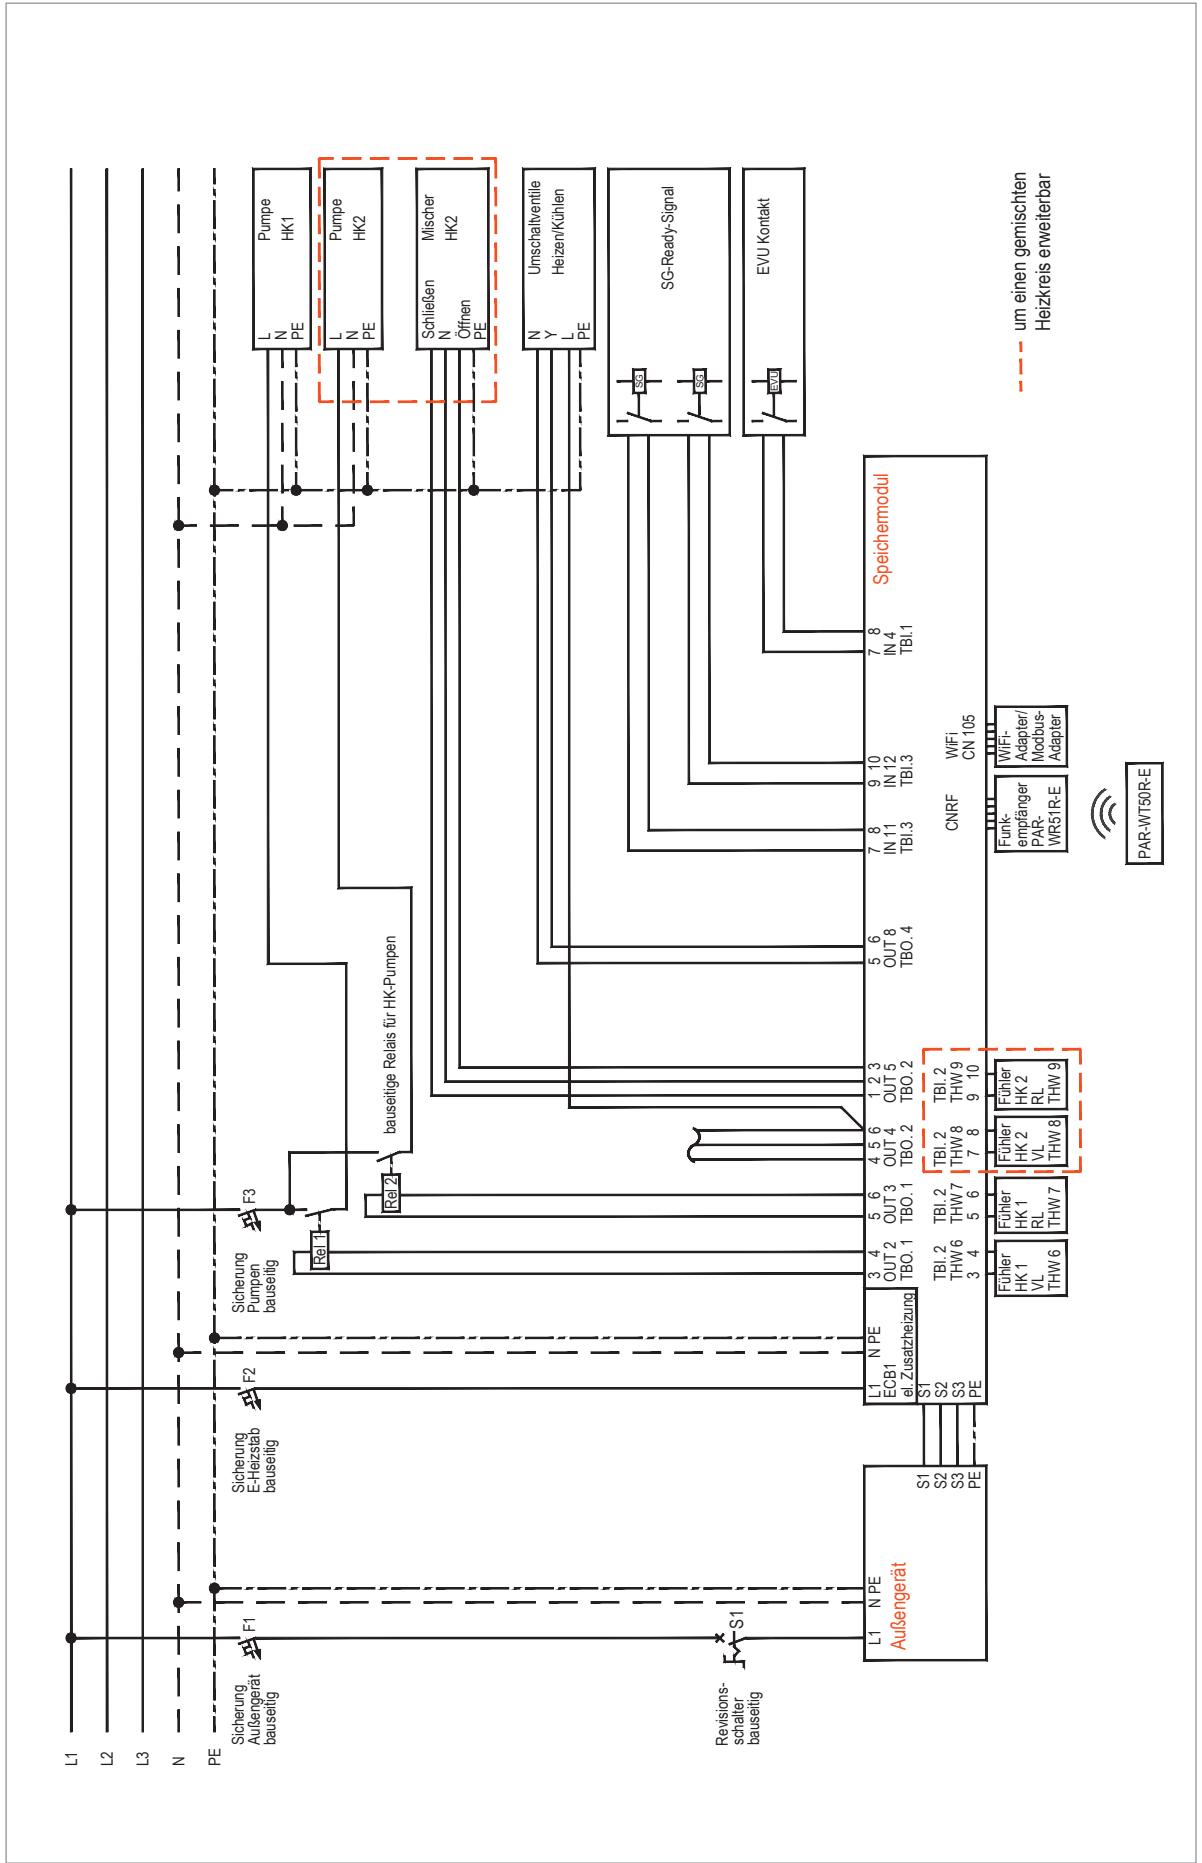 L1
L2
L3
N
PE
Sicherung
Außengerät
bauseitig
F1
Sicherung
E-Heizstab
bauseitig
F2
Sicherung
Pumpen
bauseitig
F3
Rel 1
Rel 2
bauseitige Relais für HK-Pumpen
Pumpe
HK1
L
N
PE
Pumpe
HK2
L
N
PE
Mischer
HK2
Schließen
N
Öffnen
PE
Umschaltventile
Heizen/Kühlen
N
Y
L
PE
SG-Ready-Signal
SG
SG
EVU Kontakt
EVU
um einen gemischten
Heizkreis erweiterbar
Revisions-
schalter
bauseitig
S1
L1
N PE
Außengerät
S1
S2
S3
PE
L1
N PE
ECB1
el. Zusatzheizung
S1
S2
S3
PE
3 4
OUT 2
TBO. 1
5 6
OUT 3
TBO. 1
4 5 6
OUT 4
TBO. 2
1 2 3
OUT 5
TBO. 2
5 6
OUT 8
TBO. 4
7 8
IN 11
TBI.3
9 10
IN 12
TBI.3
7 8
IN 4
TBI.1
Speichermodul
TBI. 2
THW 6
3 4
TBI. 2
THW 7
5 6
TBI. 2
THW 8
7 8
TBI. 2
THW 9
9 10
CNRF
WiFi
CN 105
Fühler
HK 1
VL
THW 6
Fühler
HK 1
RL
THW 7
Fühler
HK 2
VL
THW 8
Fühler
HK 2
RL
THW 9
Funk-
empfänger
PAR-
WR51R-E
WiFi-
Adapter/
Modbus-
Adapter
PAR-WT50R-E